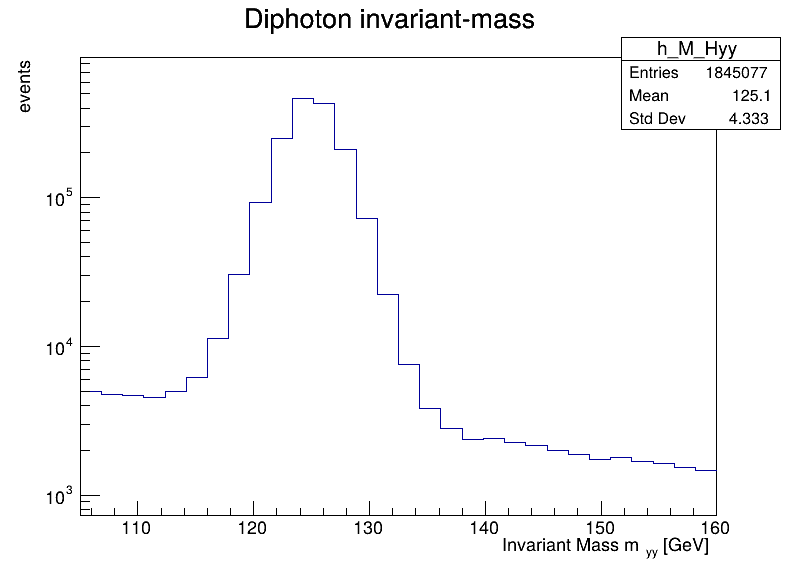 Diphoton invariant-mass
h_M_Hyy
Entries 1845077
Mean 125.1
Std Dev 4.333
events
10^5
10^4
10^3
110 120 130 140 150 160
Invariant Mass m_yy [GeV]